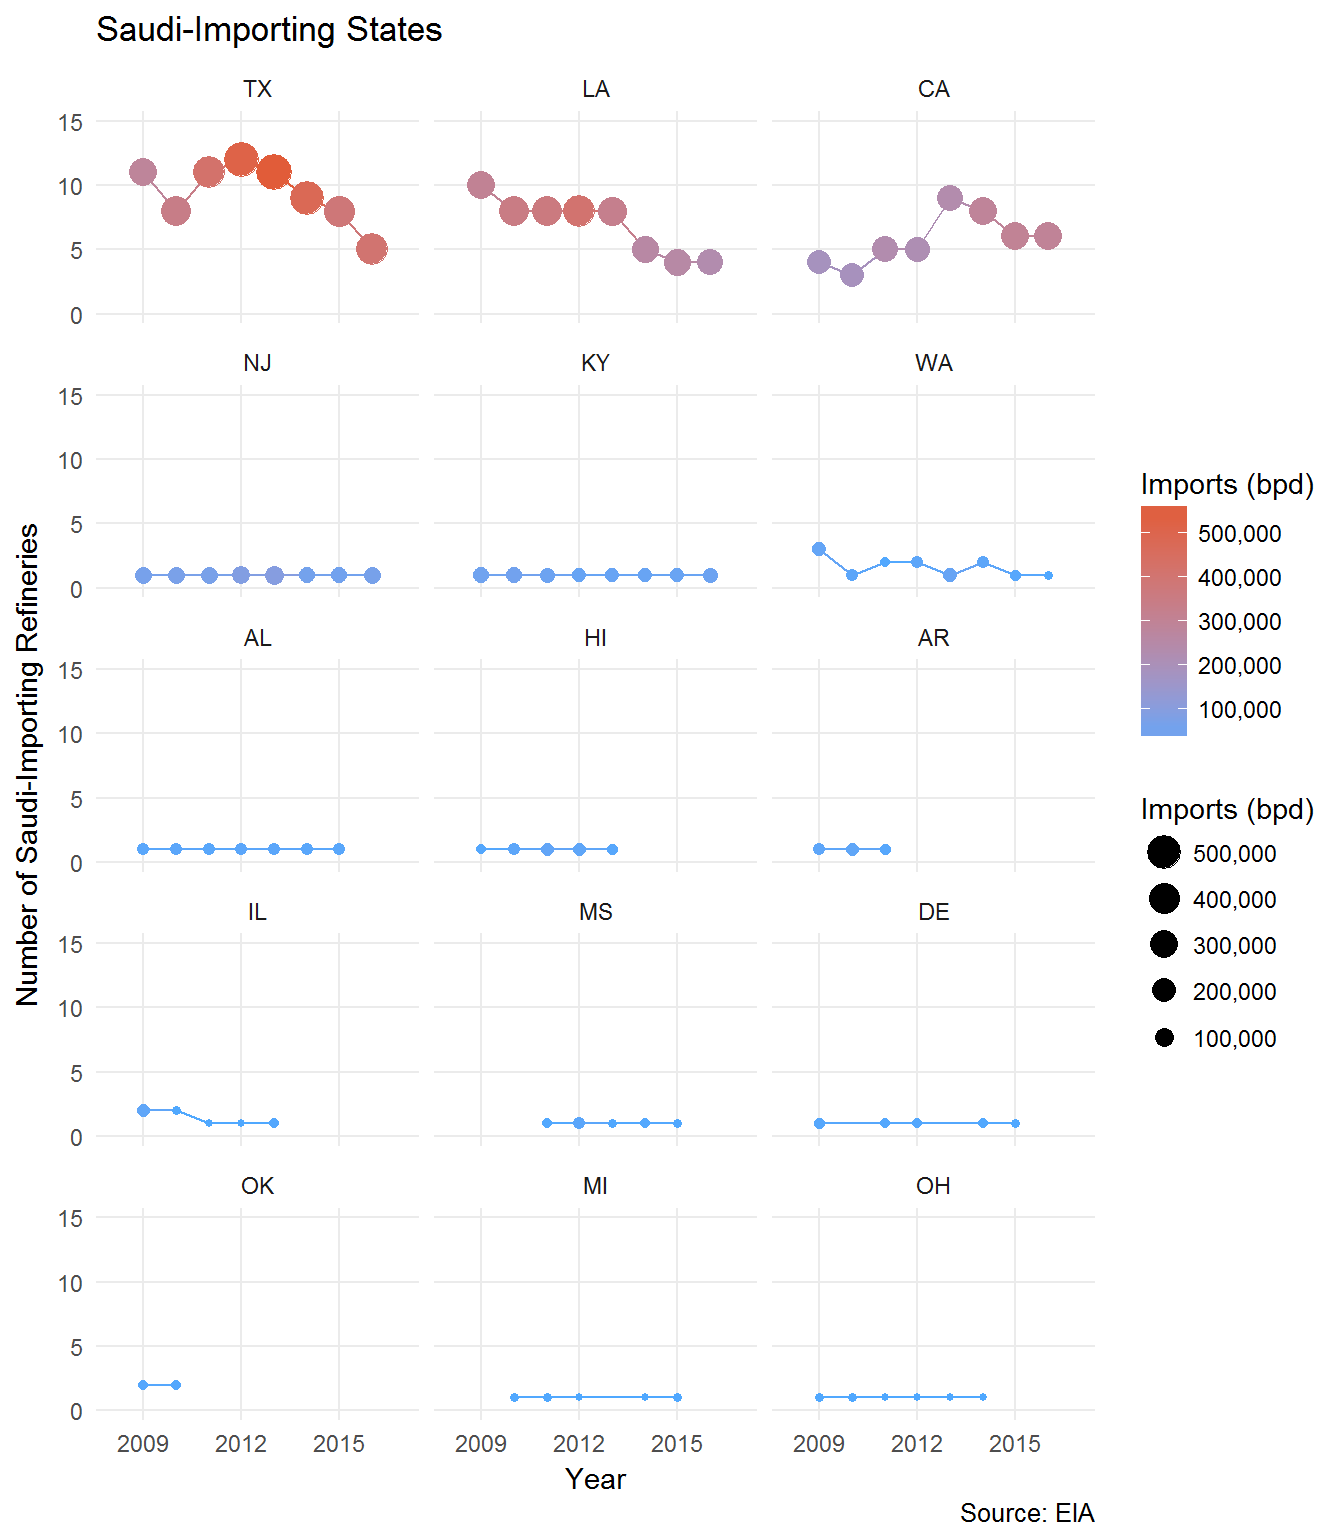 Saudi-Importing States
TX LA CA
15
10
5
0
NJ KY WA
15
10
5
0
AL HI AR
15
10
5
0
IL MS DE
15
10
5
0
OK MI OH
15
10
5
0
2009 2012 2015 2009 2012 2015 2009 2012 2015
Year
Number of Saudi-Importing Refineries
Imports (bpd)
500,000
400,000
300,000
200,000
100,000
Imports (bpd)
500,000
400,000
300,000
200,000
100,000
Source: EIA